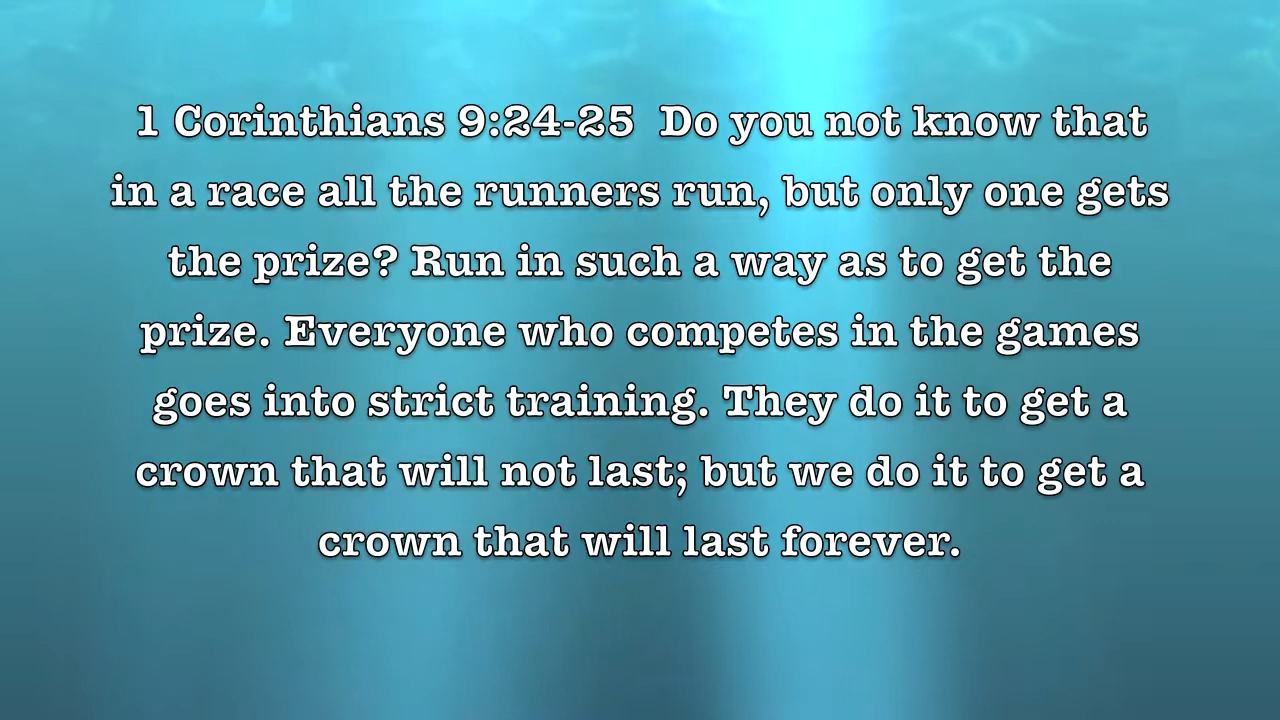 1 Corinthians 9:24-25  Do you not know that
in a race all the runners run, but only one gets
the prize? Run in such a way as to get the
prize. Everyone who competes in the games
goes into strict training. They do it to get a
crown that will not last; but we do it to get a
crown that will last forever.